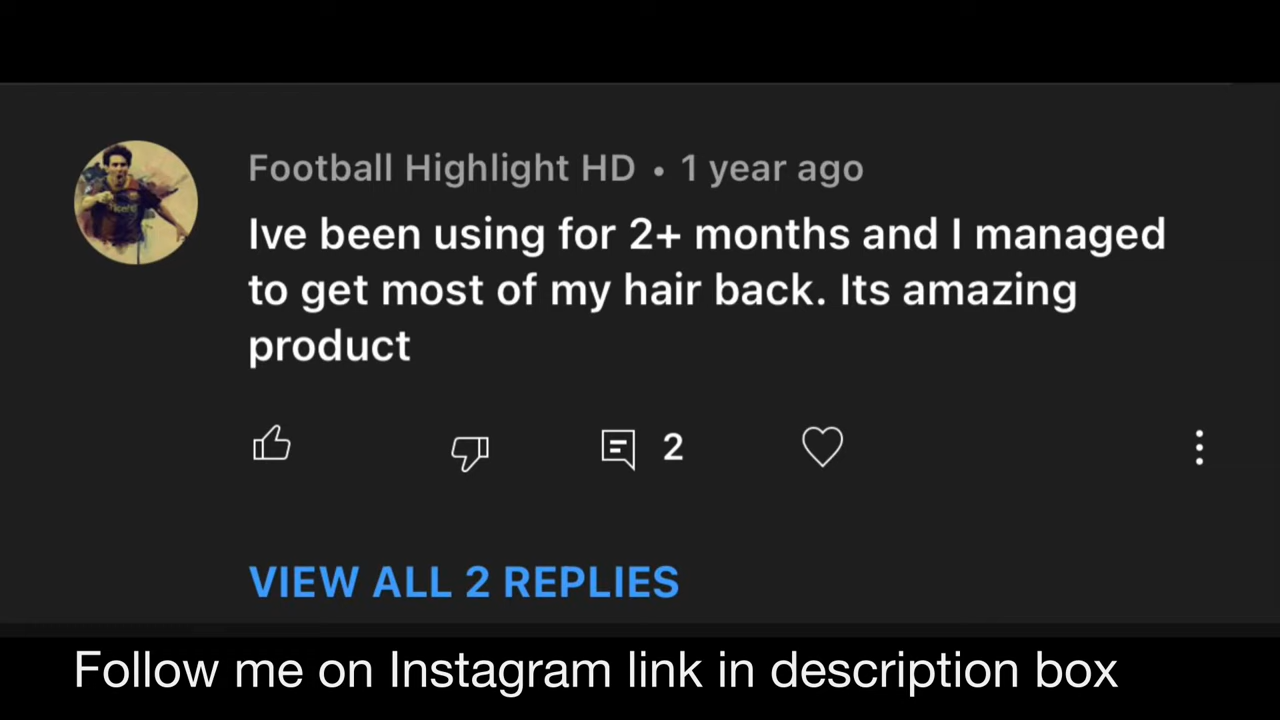 Football Highlight HD • 1 year ago
Ive been using for 2+ months and I managed
to get most of my hair back. Its amazing
product
2
VIEW ALL 2 REPLIES
Follow me on Instagram link in description box